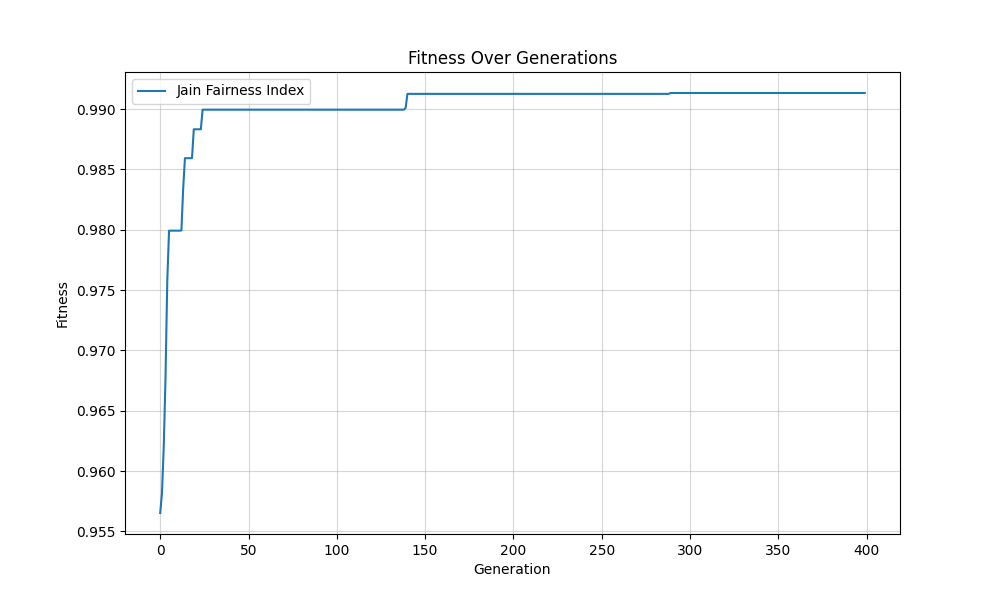 Fitness Over Generations
Jain Fairness Index
0.990
0.985
0.980
0.975
0.970
0.965
0.960
0.955
Fitness
0 50 100 150 200 250 300 350 400
Generation